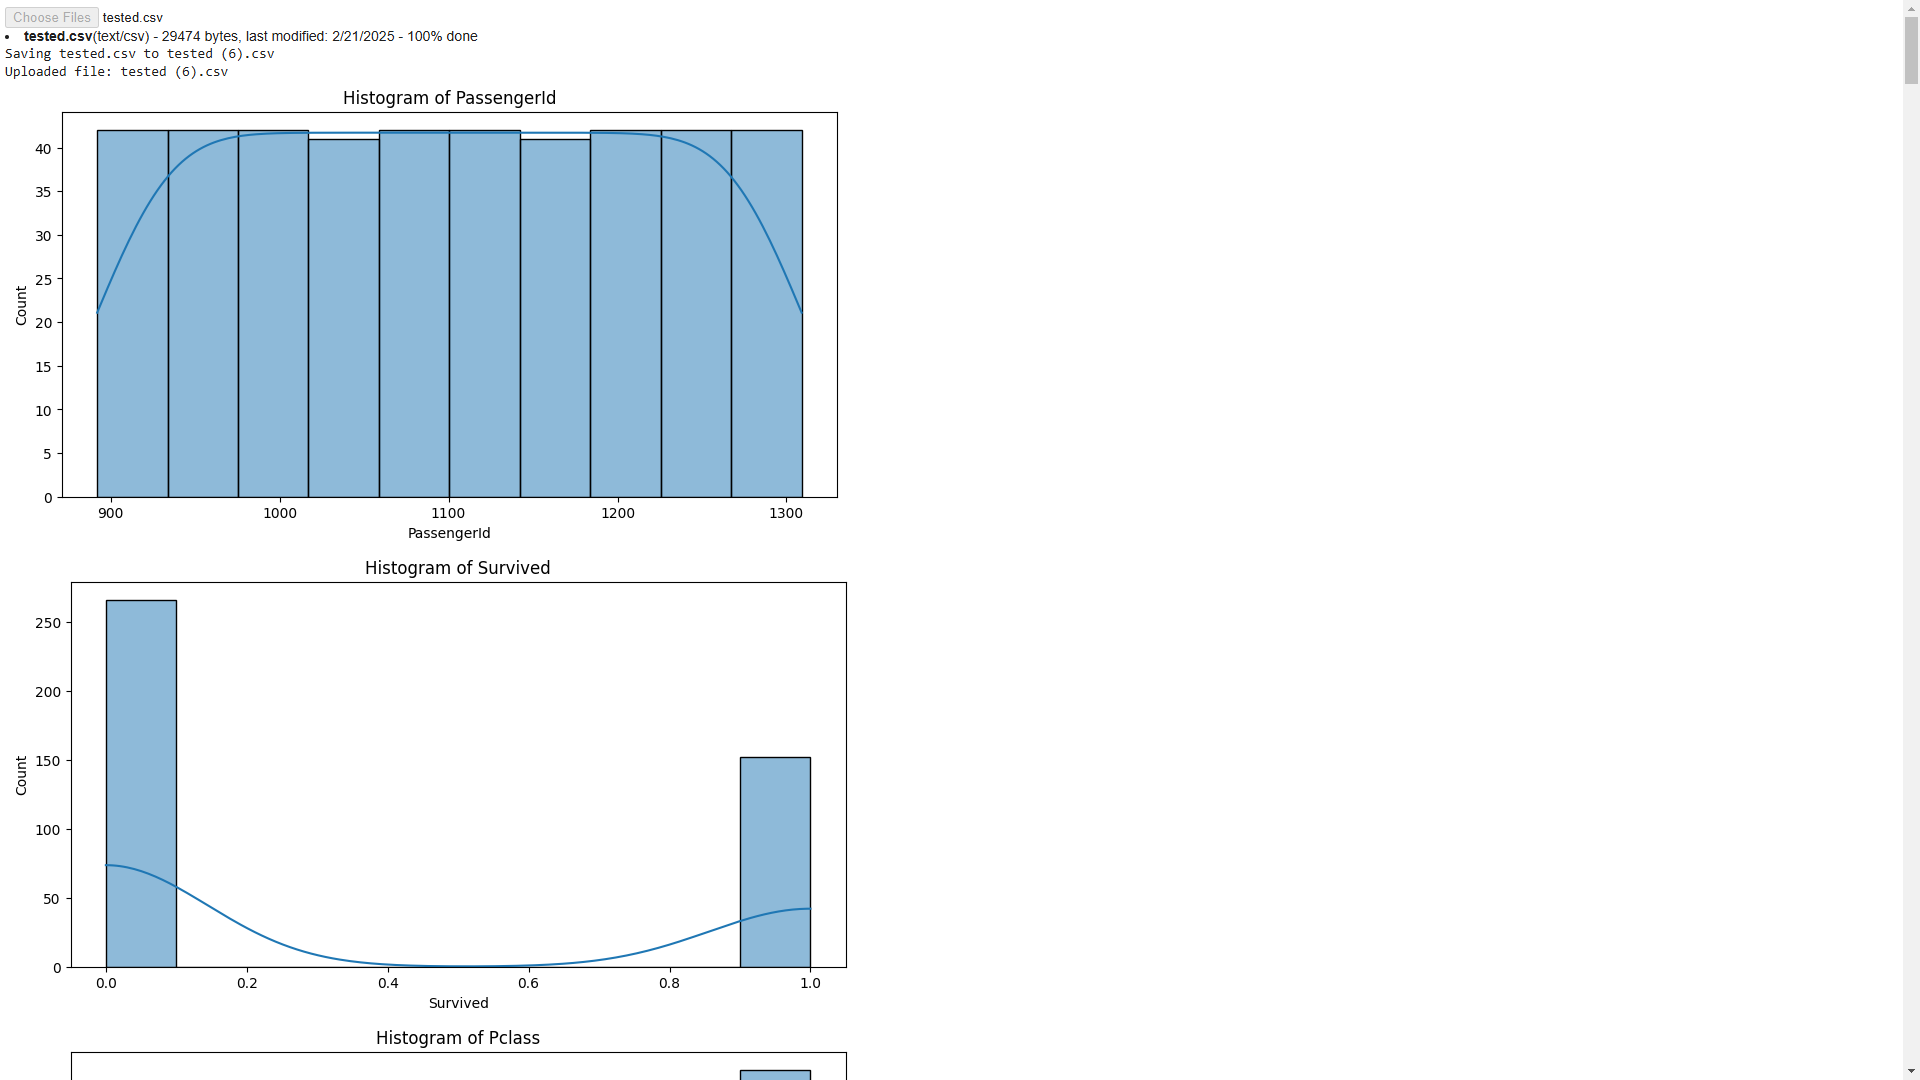 Choose Files tested.csv
• tested.csv(text/csv) - 29474 bytes, last modified: 2/21/2025 - 100% done
Saving tested.csv to tested (6).csv
Uploaded file: tested (6).csv
Histogram of PassengerId
40
35
30
25
20
15
10
5
0
Count
900 1000 1100 1200 1300
PassengerId
Histogram of Survived
250
200
150
100
50
0
Count
0.0 0.2 0.4 0.6 0.8 1.0
Survived
Histogram of Pclass